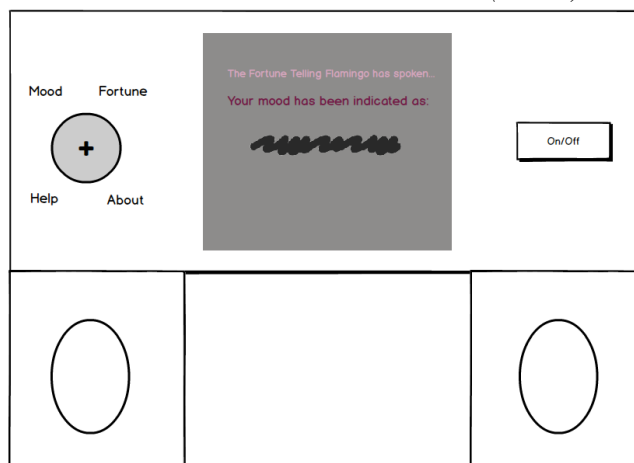 Mood Fortune
Help About
The Fortune Telling Flamingo has spoken...
Your mood has been indicated as:
On/Off